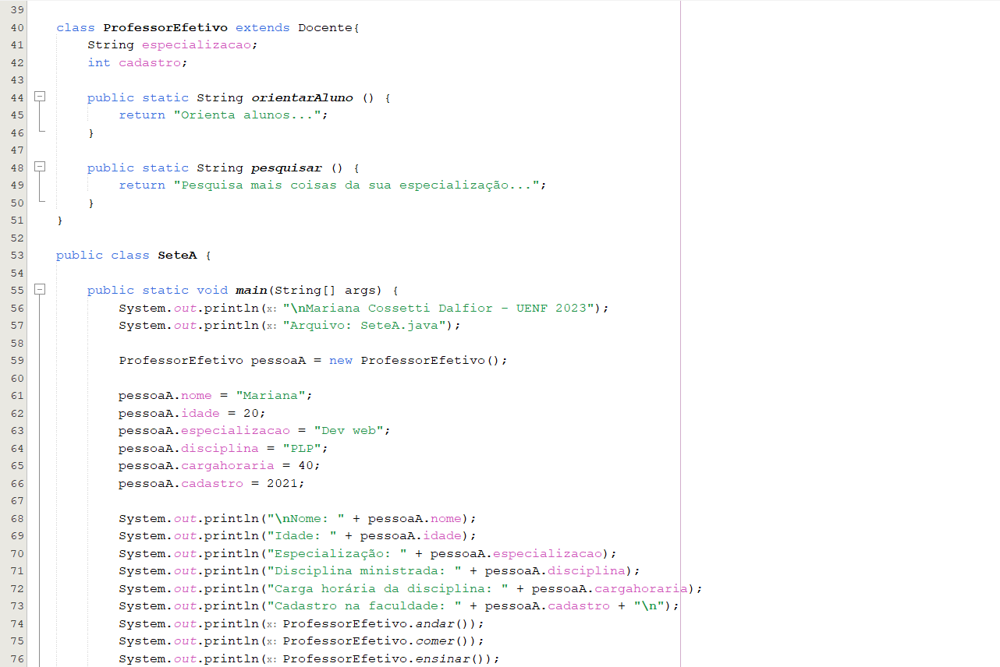 39
40 class ProfessorEfetivo extends Docente{
41 String especializacao;
42 int cadastro;
43
44 public static String orientarAluno () {
45 return "Orienta alunos...";
46 }
47
48 public static String pesquisar () {
49 return "Pesquisa mais coisas da sua especialização...";
50 }
51 }
52
53 public class SeteA {
54
55 public static void main(String[] args) {
56 System.out.println(x: "\nMariana Cossetti Dalfior - UENF 2023");
57 System.out.println(x: "Arquivo: SeteA.java");
58
59 ProfessorEfetivo pessoaA = new ProfessorEfetivo();
60
61 pessoaA.nome = "Mariana";
62 pessoaA.idade = 20;
63 pessoaA.especializacao = "Dev web";
64 pessoaA.disciplina = "PLP";
65 pessoaA.cargahoraria = 40;
66 pessoaA.cadastro = 2021;
67
68 System.out.println("\nNome: " + pessoaA.nome);
69 System.out.println("Idade: " + pessoaA.idade);
70 System.out.println("Especialização: " + pessoaA.especializacao);
71 System.out.println("Disciplina ministrada: " + pessoaA.disciplina);
72 System.out.println("Carga horária da disciplina: " + pessoaA.cargahoraria);
73 System.out.println("Cadastro na faculdade: " + pessoaA.cadastro + "\n");
74 System.out.println(x: ProfessorEfetivo.andar());
75 System.out.println(x: ProfessorEfetivo.comer());
76 System.out.println(x: ProfessorEfetivo.ensinar());